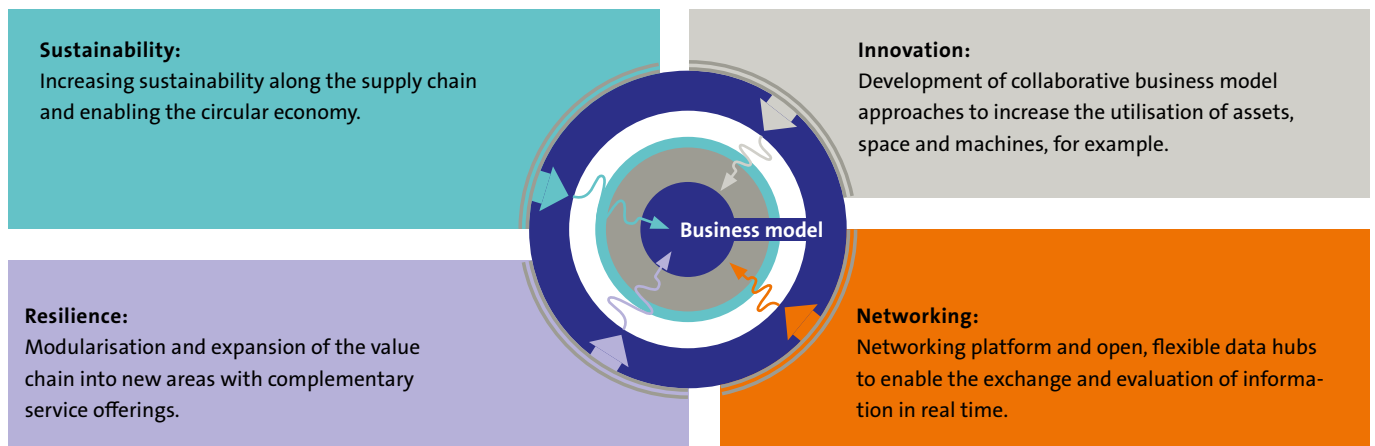 Sustainability:
Increasing sustainability along the supply chain
and enabling the circular economy.
Innovation:
Development of collaborative business model
approaches to increase the utilisation of assets,
space and machines, for example.
Business model
Resilience:
Modularisation and expansion of the value
chain into new areas with complementary
service offerings.
Networking:
Networking platform and open, flexible data hubs
to enable the exchange and evaluation of informa-
tion in real time.